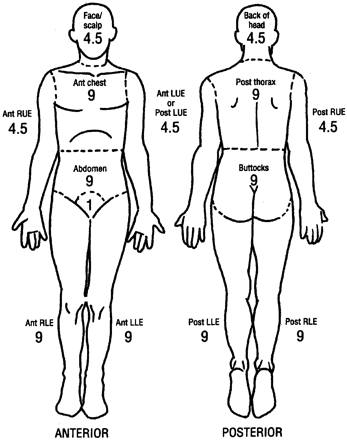 Face/
scalp
4.5
Back of
head
4.5
Ant chest
9
Post thorax
9
Ant RUE
4.5
Ant LUE
or
Post LUE
4.5
Post RUE
4.5
Abdomen
9
1
Buttocks
9
Ant RLE
9
Ant LLE
9
Post LLE
9
Post RLE
9
ANTERIOR
POSTERIOR